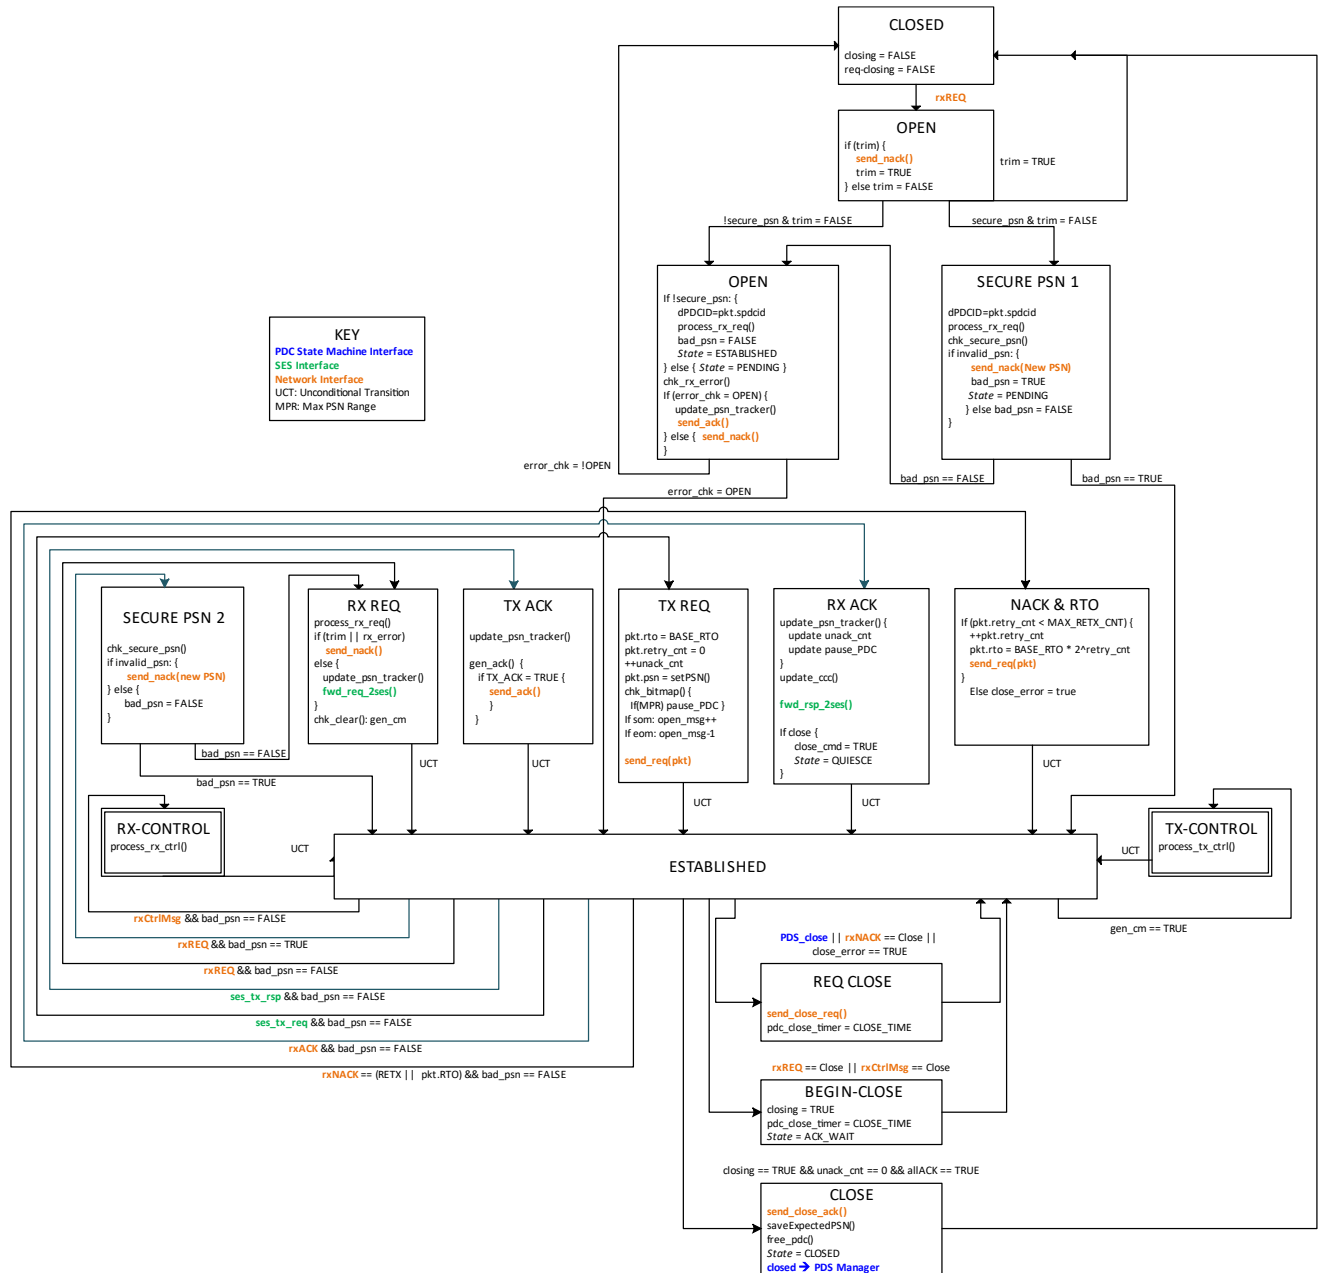 CLOSED
closing = FALSE
req-closing = FALSE
rxREQ
OPEN
if (trim) {
send_nack()
trim = TRUE
} else trim = FALSE
trim = TRUE
!secure_psn & trim = FALSE
secure_psn & trim = FALSE
OPEN
If !secure_psn: {
dPDCID=pkt.spdcid
process_rx_req()
bad_psn = FALSE
State = ESTABLISHED
} else { State = PENDING }
chk_rx_error()
If (error_chk = OPEN) {
update_psn_tracker()
send_ack()
} else { send_nack()
}
SECURE PSN 1
dPDCID=pkt.spdcid
process_rx_req()
chk_secure_psn()
if invalid_psn: {
send_nack(New PSN)
bad_psn = TRUE
State = PENDING
} else bad_psn = FALSE
}
KEY
PDC State Machine Interface
SES Interface
Network Interface
UCT: Unconditional Transition
MPR: Max PSN Range
error_chk = !OPEN
error_chk = OPEN
bad_psn == FALSE
bad_psn == TRUE
SECURE PSN 2
chk_secure_psn()
if invalid_psn: {
send_nack(new PSN)
} else {
bad_psn = FALSE
}
RX REQ
process_rx_req()
if (trim || rx_error)
send_nack()
else {
update_psn_tracker()
fwd_req_2ses()
}
chk_clear(): gen_cm
TX ACK
update_psn_tracker()
gen_ack() {
if TX_ACK = TRUE {
send_ack()
}
}
TX REQ
pkt.rto = BASE_RTO
pkt.retry_cnt = 0
++unack_cnt
pkt.psn = setPSN()
chk_bitmap() {
If(MPR) pause_PDC }
If som: open_msg++
If eom: open_msg-1
send_req(pkt)
RX ACK
update_psn_tracker() {
update unack_cnt
update pause_PDC
}
update_ccc()
fwd_rsp_2ses()
If close {
close_cmd = TRUE
State = QUIESCE
}
NACK & RTO
If (pkt.retry_cnt < MAX_RETX_CNT) {
++pkt.retry_cnt
pkt.rto = BASE_RTO * 2^retry_cnt
send_req(pkt)
}
Else close_error = true
bad_psn == FALSE
bad_psn == TRUE
UCT
UCT
UCT
UCT
UCT
RX-CONTROL
process_rx_ctrl()
UCT
ESTABLISHED
UCT
TX-CONTROL
process_tx_ctrl()
rxCtrlMsg && bad_psn == FALSE
rxREQ && bad_psn == TRUE
rxREQ && bad_psn == FALSE
ses_tx_rsp && bad_psn == FALSE
ses_tx_req && bad_psn == FALSE
rxACK && bad_psn == FALSE
rxNACK == (RETX || pkt.RTO) && bad_psn == FALSE
gen_cm == TRUE
PDS_close || rxNACK == Close ||
close_error == TRUE
REQ CLOSE
send_close_req()
pdc_close_timer = CLOSE_TIME
rxREQ == Close || rxCtrlMsg == Close
BEGIN-CLOSE
closing = TRUE
pdc_close_timer = CLOSE_TIME
State = ACK_WAIT
closing == TRUE && unack_cnt == 0 && allACK == TRUE
CLOSE
send_close_ack()
saveExpectedPSN()
free_pdc()
State = CLOSED
closed → PDS Manager